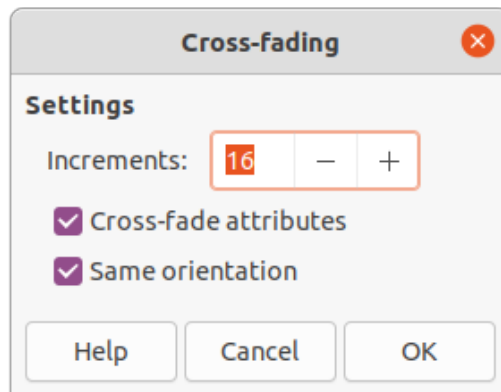 Cross-fading
Settings
Increments: 16 − +
Cross-fade attributes
Same orientation
Help Cancel OK